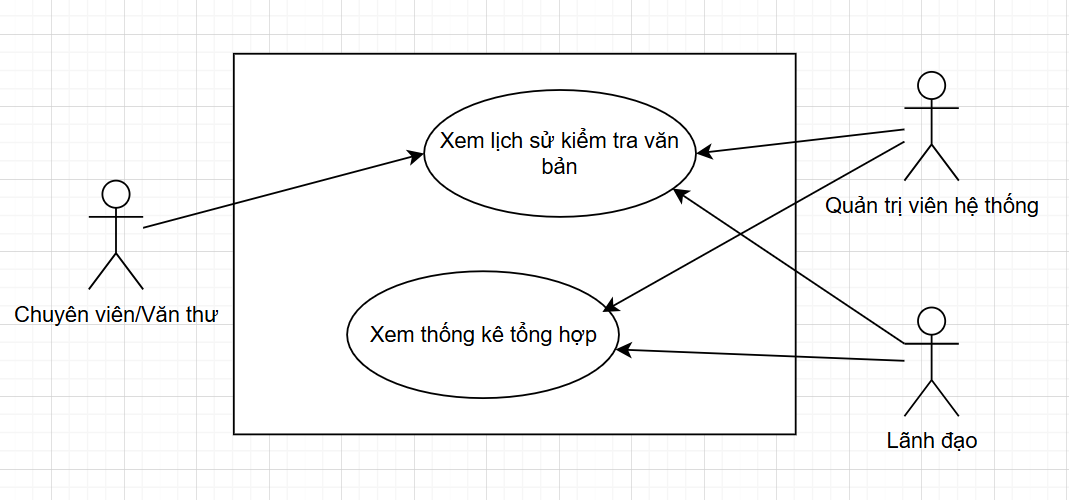 Xem lịch sử kiểm tra văn
bản
Quản trị viên hệ thống
Chuyên viên/Văn thư
Xem thống kê tổng hợp
Lãnh đạo